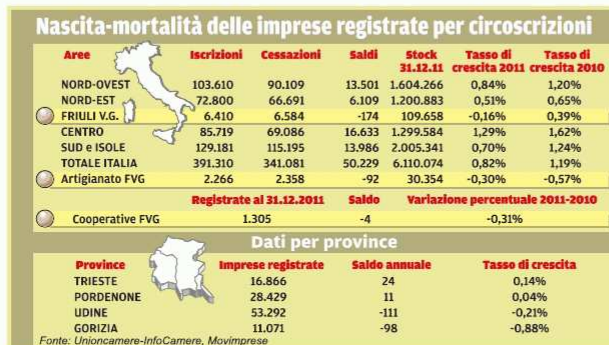 Nascita-mortalità delle imprese registrate per circoscrizioni
Aree Iscrizioni Cessazioni Saldi Stock 31.12.11 Tasso di crescita 2011 Tasso di crescita 2010
NORD-OVEST 103.610 90.109 13.501 1.604.266 0,84% 1,20%
NORD-EST 72.800 66.691 6.109 1.200.883 0,51% 0,65%
FRIULI V.G. 6.410 6.584 -174 109.658 -0,16% 0,39%
CENTRO 85.719 69.086 16.633 1.299.584 1,29% 1,62%
SUD e ISOLE 129.181 115.195 13.986 2.005.341 0,70% 1,24%
TOTALE ITALIA 391.310 341.081 50.229 6.110.074 0,82% 1,19%
Artigianato FVG 2.266 2.358 -92 30.354 -0,30% -0,57%
Registrate al 31.12.2011 Saldo Variazione percentuale 2011-2010
Cooperative FVG 1.305 -4 -0,31%
Dati per province
Province Imprese registrate Saldo annuale Tasso di crescita
TRIESTE 16.866 24 0,14%
PORDENONE 28.429 11 0,04%
UDINE 53.292 -111 -0,21%
GORIZIA 11.071 -98 -0,88%
Fonte: Unioncamere-InfoCamere, Movimprese